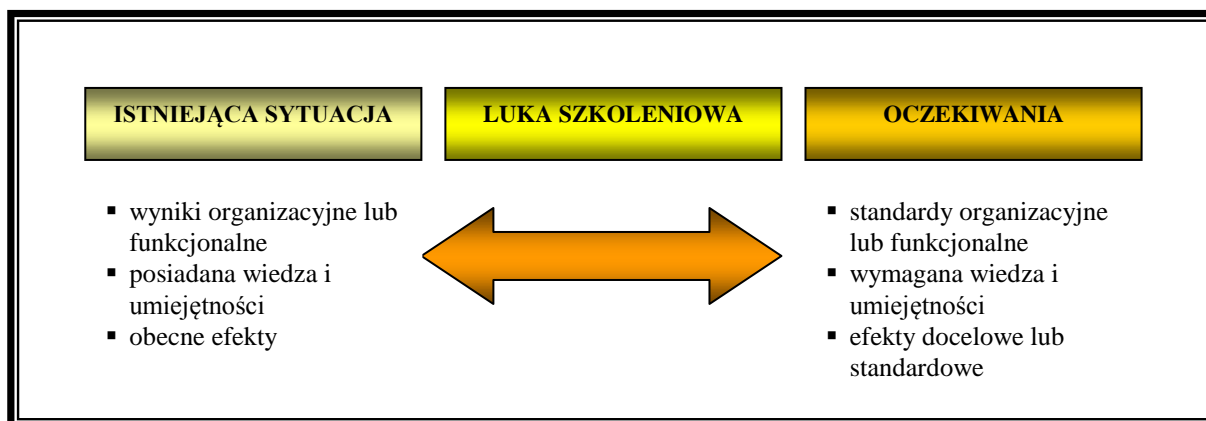 ISTNIEJĄCA SYTUACJA
LUKA SZKOLENIOWA
OCZEKIWANIA
▪ wyniki organizacyjne lub
funkcjonalne
▪ posiadana wiedza i
umiejętności
▪ obecne efekty
▪ standardy organizacyjne
lub funkcjonalne
▪ wymagana wiedza i
umiejętności
▪ efekty docelowe lub
standardowe